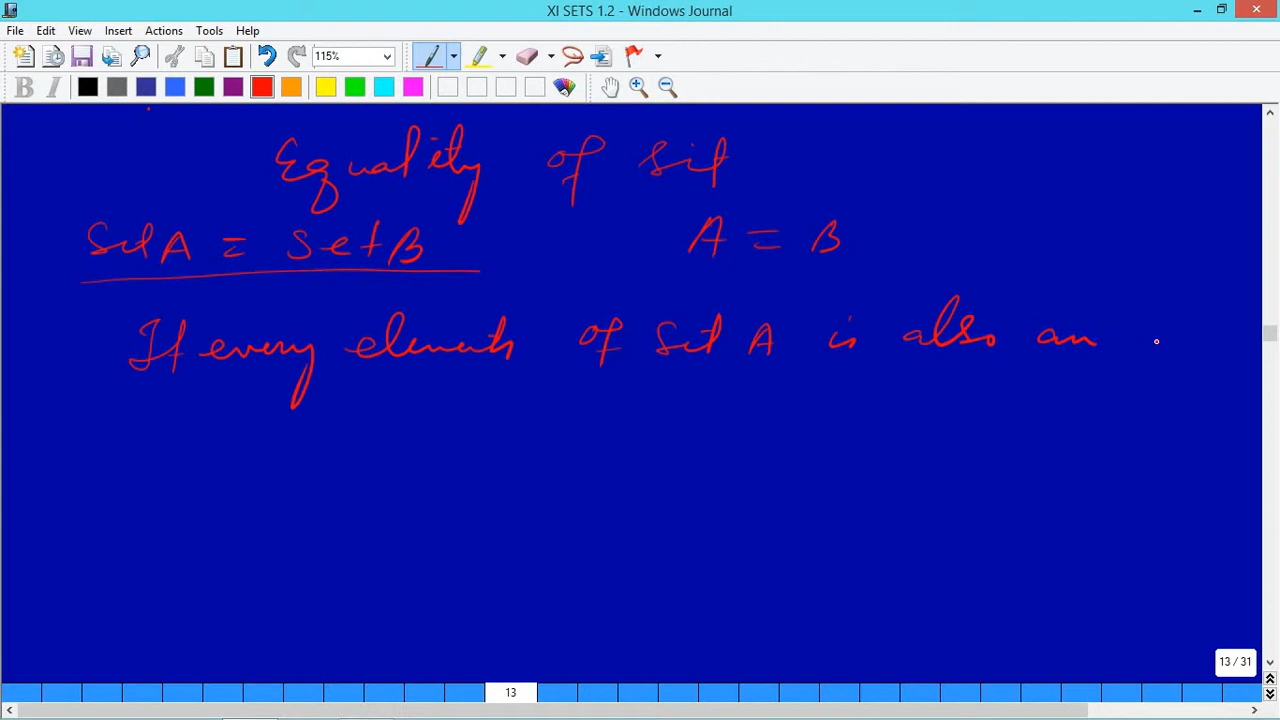 XI SETS 1.2 - Windows Journal
File Edit View Insert Actions Tools Help
115%
B I
Equality of Set
Set A = Set B A = B
If every elements of Set A is also an
13 / 31
13